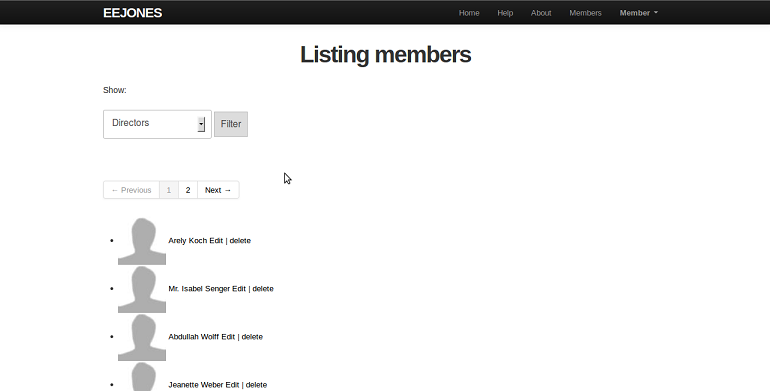 EEJONES Home Help About Members Member
Listing members
Show:
Directors Filter
← Previous 1 2 Next →
Arely Koch Edit | delete
Mr. Isabel Senger Edit | delete
Abdullah Wolff Edit | delete
Jeanette Weber Edit | delete